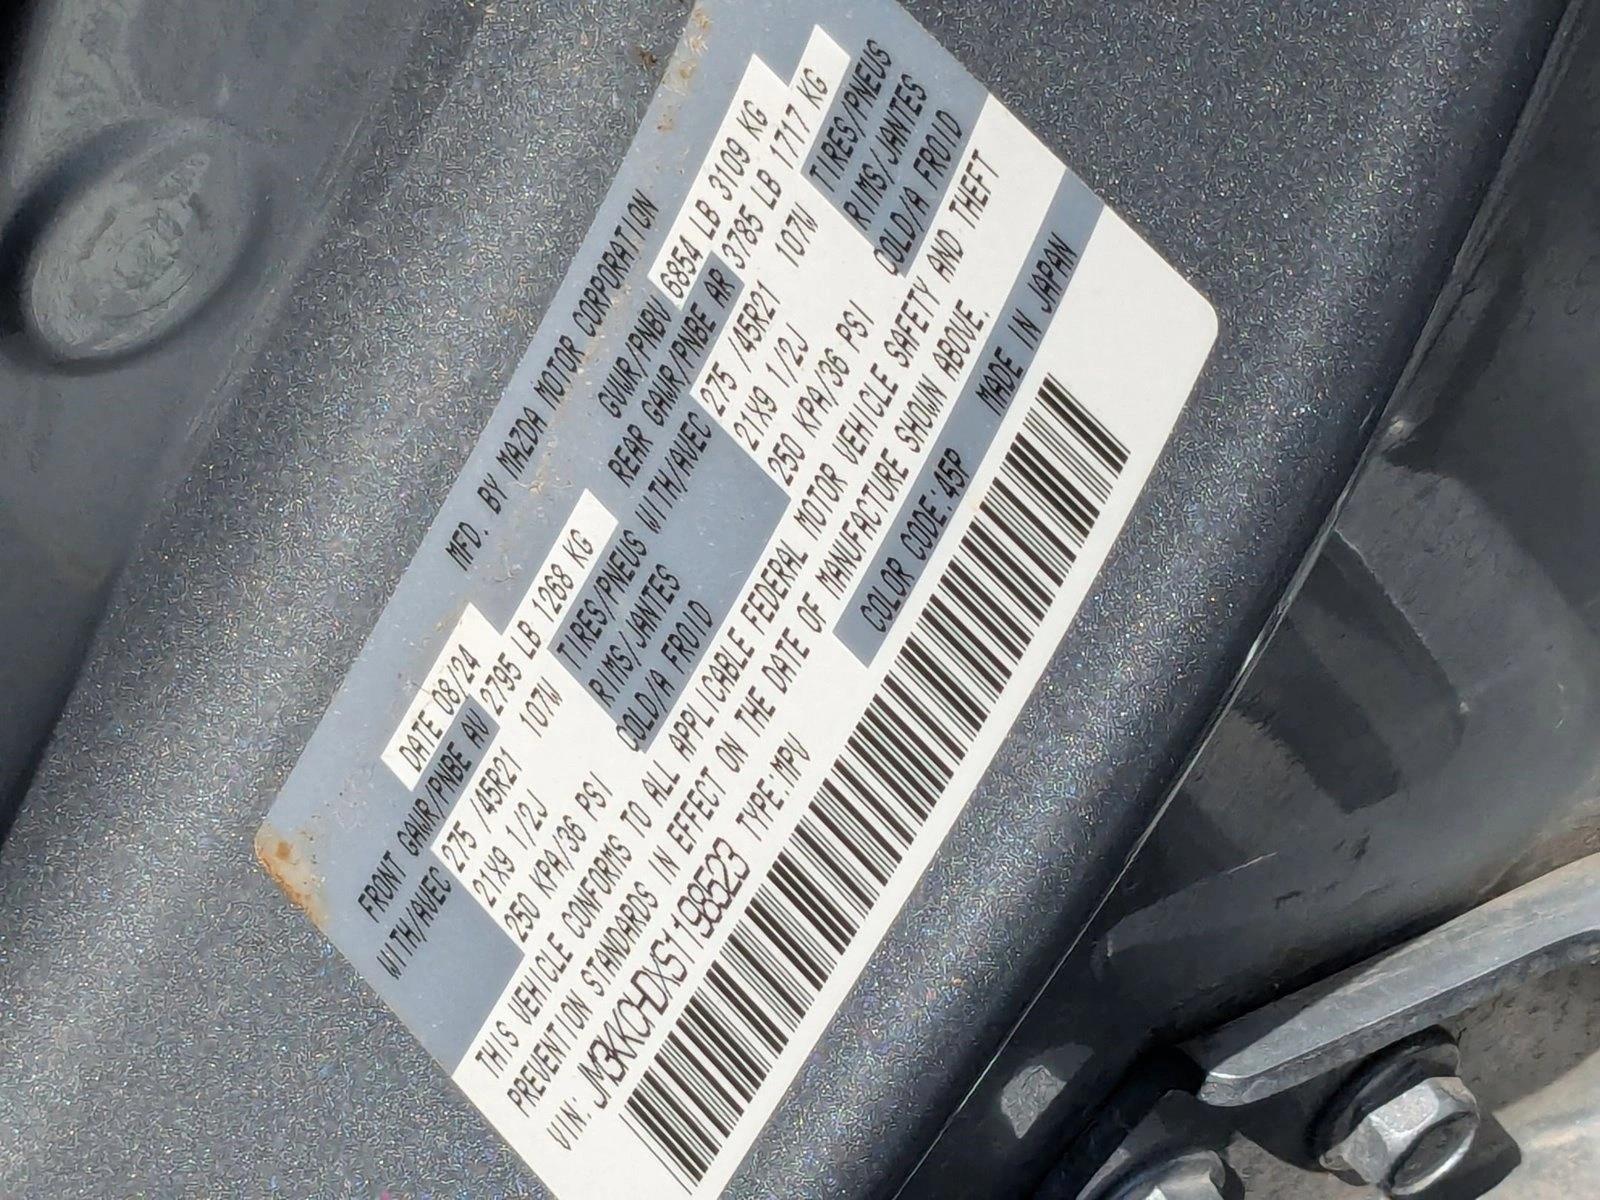 MFD. BY MAZDA MOTOR CORPORATION
DATE 08/24 GVWR/PNBV 6854 LB 3109 KG
FRONT GAWR/PNBE AV 2795 LB 1268 KG REAR GAWR/PNBE AR 3785 LB 1717 KG
WITH/AVEC 275 /45R21 107W TIRES/PNEUS WITH/AVEC 275 /45R21 107W TIRES/PNEUS
21X9 1/2J RIMS/JANTES 21X9 1/2J RIMS/JANTES
250 KPA/36 PSI COLD/A FROID 250 KPA/36 PSI COLD/A FROID
THIS VEHICLE CONFORMS TO ALL APPLICABLE FEDERAL MOTOR VEHICLE SAFETY AND THEFT
PREVENTION STANDARDS IN EFFECT ON THE DATE OF MANUFACTURE SHOWN ABOVE.
VIN: JM3KKCHDXS1198523 TYPE:MPV COLOR CODE:45P MADE IN JAPAN